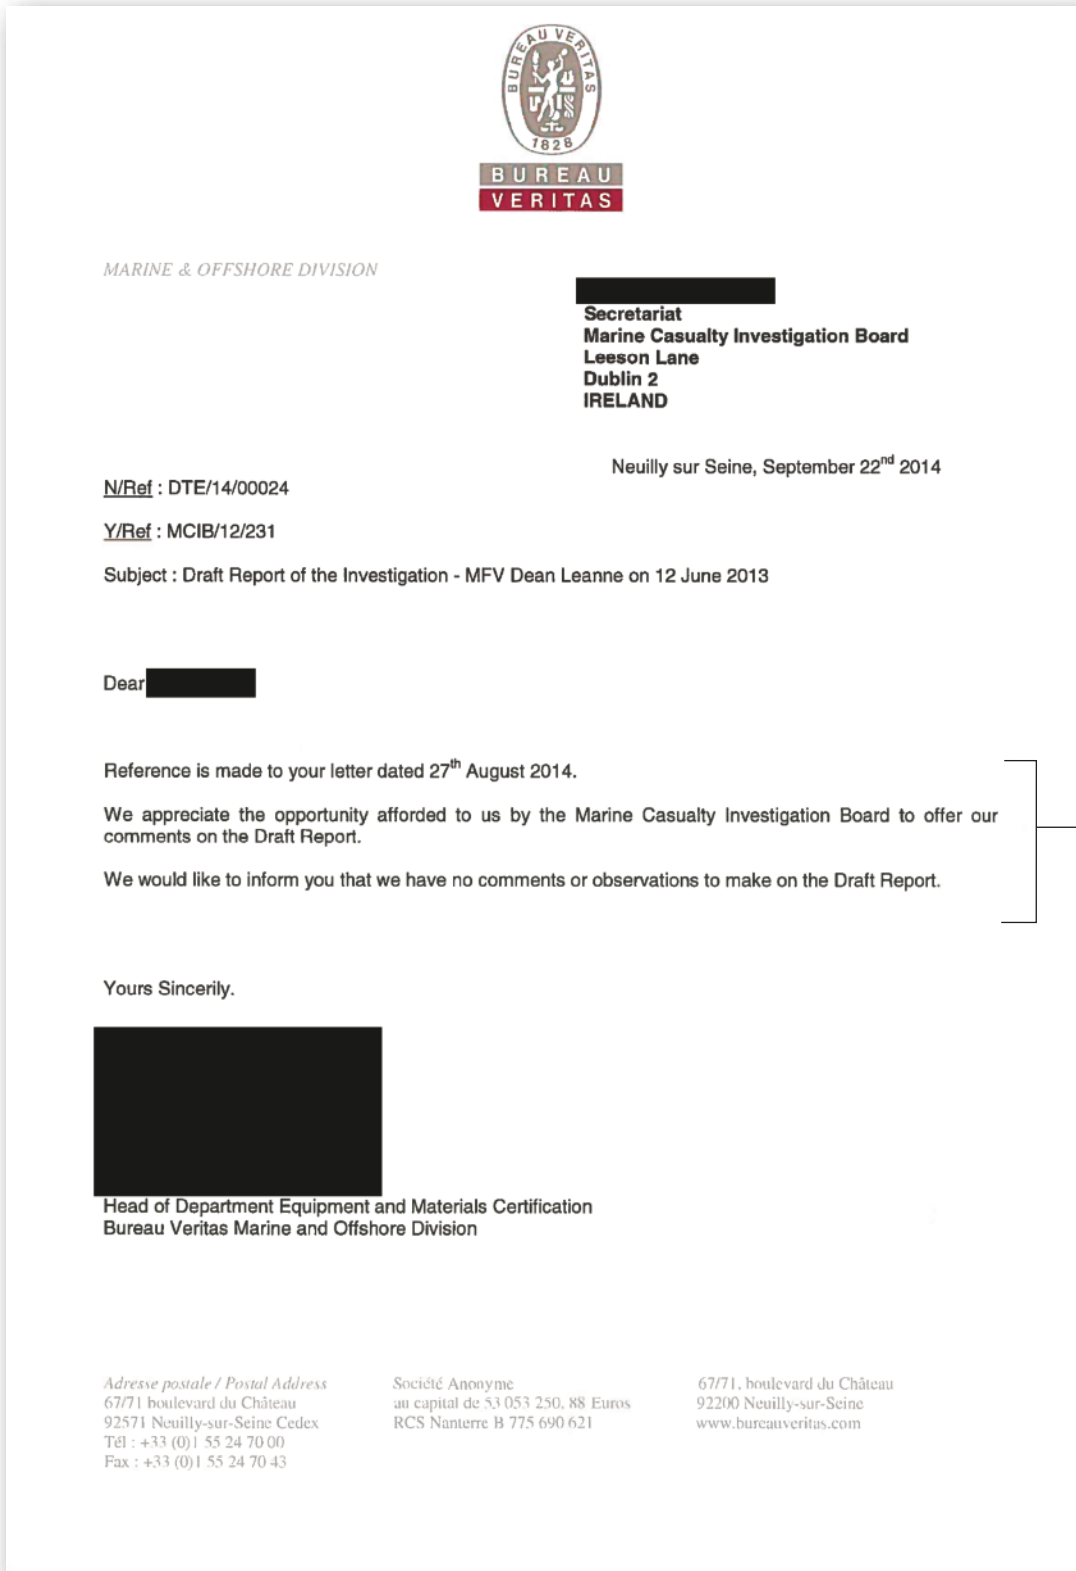 BUREAU VERITAS
1828
BUREAU
VERITAS
MARINE & OFFSHORE DIVISION
Secretariat
Marine Casualty Investigation Board
Leeson Lane
Dublin 2
IRELAND
Neuilly sur Seine, September 22nd 2014
N/Ref : DTE/14/00024
Y/Ref : MCIB/12/231
Subject : Draft Report of the Investigation - MFV Dean Leanne on 12 June 2013
Dear
Reference is made to your letter dated 27th August 2014.
We appreciate the opportunity afforded to us by the Marine Casualty Investigation Board to offer our
comments on the Draft Report.
We would like to inform you that we have no comments or observations to make on the Draft Report.
Yours Sincerily.
Head of Department Equipment and Materials Certification
Bureau Veritas Marine and Offshore Division
Adresse postale / Postal Address
67/71 boulevard du Château
92571 Neuilly-sur-Seine Cedex
Tél : +33 (0)1 55 24 70 00
Fax : +33 (0)1 55 24 70 43
Société Anonyme
au capital de 53 053 250, 88 Euros
RCS Nanterre B 775 690 621
67/71, boulevard du Château
92200 Neuilly-sur-Seine
www.bureauveritas.com